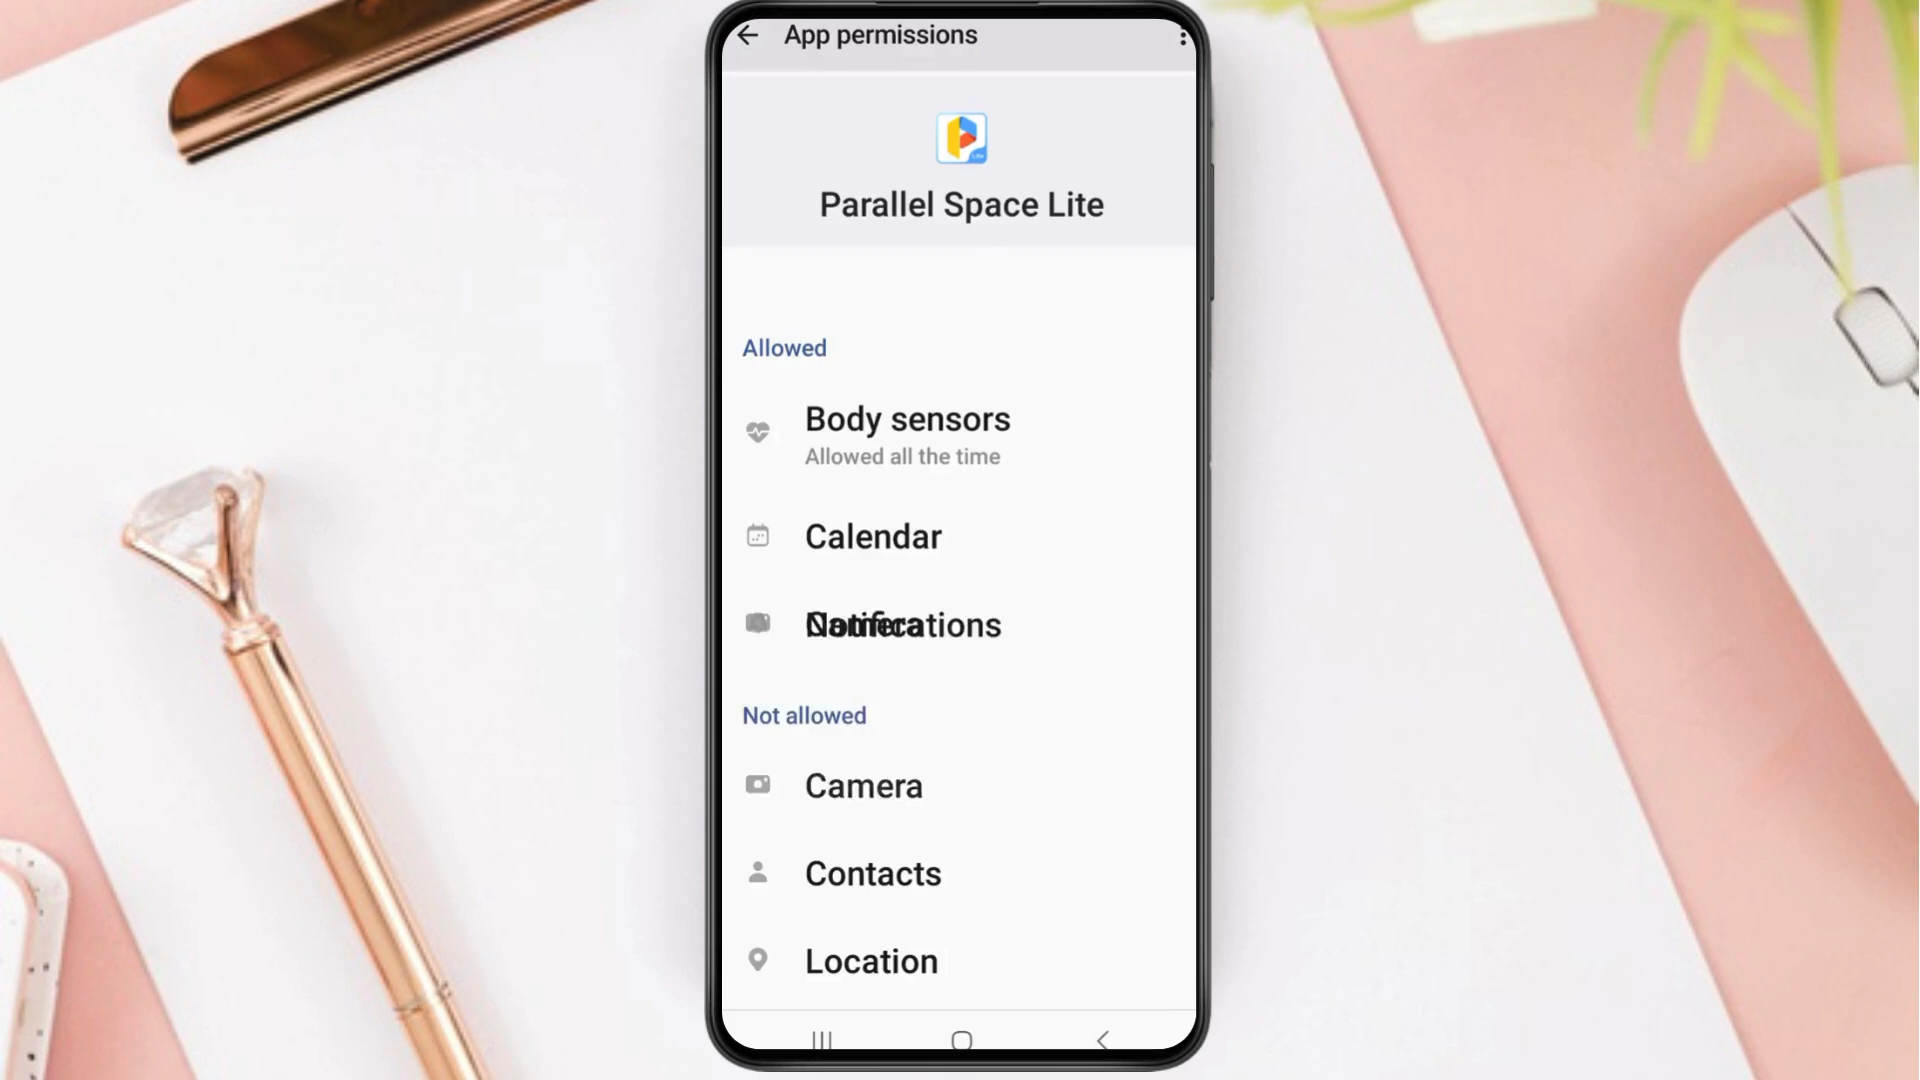 App permissions
Parallel Space Lite
Allowed
Body sensors
Allowed all the time
Calendar
Not allowed
Camera
Contacts
Location